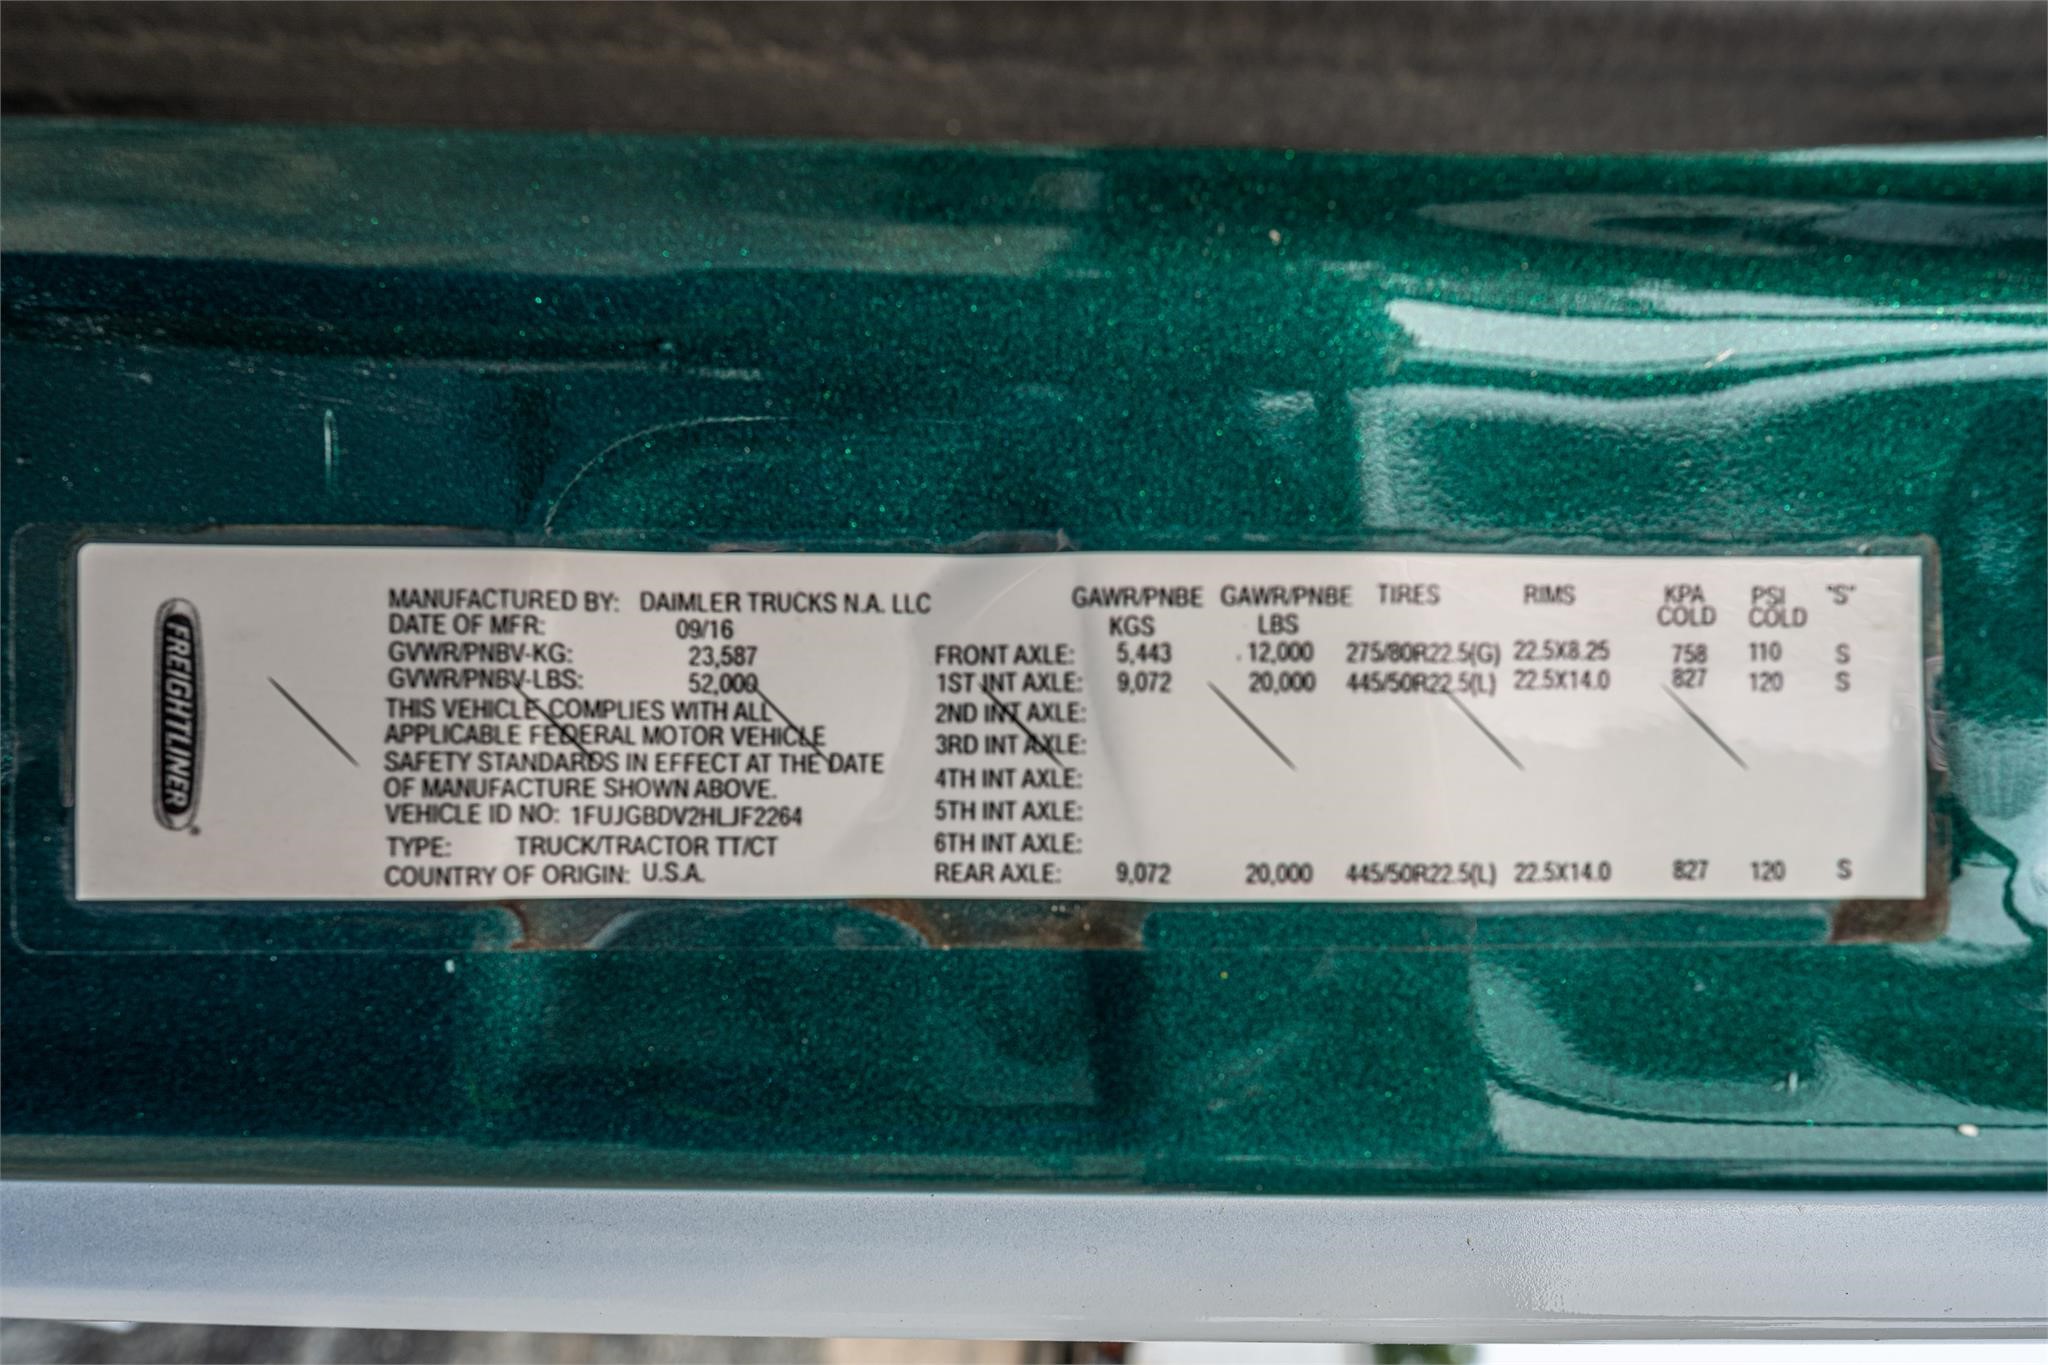 FREIGHTLINER®
MANUFACTURED BY: DAIMLER TRUCKS N.A. LLC
DATE OF MFR: 09/16
GVWR/PNBV-KG: 23,587
GVWR/PNBV-LBS: 52,000
THIS VEHICLE COMPLIES WITH ALL
APPLICABLE FEDERAL MOTOR VEHICLE
SAFETY STANDARDS IN EFFECT AT THE DATE
OF MANUFACTURE SHOWN ABOVE.
VEHICLE ID NO: 1FUJGBDV2HLJF2264
TYPE: TRUCK/TRACTOR TT/CT
COUNTRY OF ORIGIN: U.S.A.
GAWR/PNBE GAWR/PNBE TIRES RIMS KPA PSI "S"
KGS LBS COLD COLD
FRONT AXLE: 5,443 12,000 275/80R22.5(G) 22.5X8.25 758 110 S
1ST INT AXLE: 9,072 20,000 445/50R22.5(L) 22.5X14.0 827 120 S
2ND INT AXLE:
3RD INT AXLE:
4TH INT AXLE:
5TH INT AXLE:
6TH INT AXLE:
REAR AXLE: 9,072 20,000 445/50R22.5(L) 22.5X14.0 827 120 S